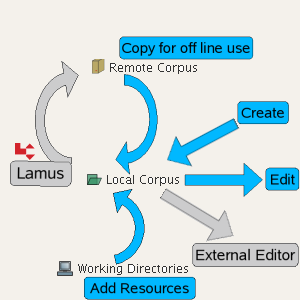 Copy for off line use
Remote Corpus
Create
Lamus
Local Corpus
Edit
External Editor
Working Directories
Add Resources